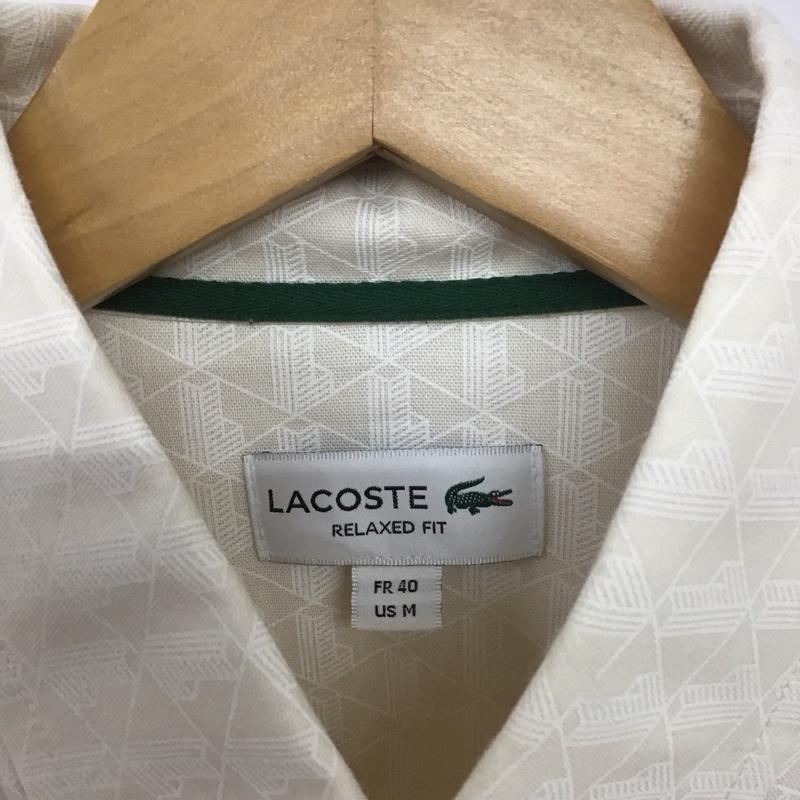 LACOSTE
RELAXED FIT
FR 40
US M